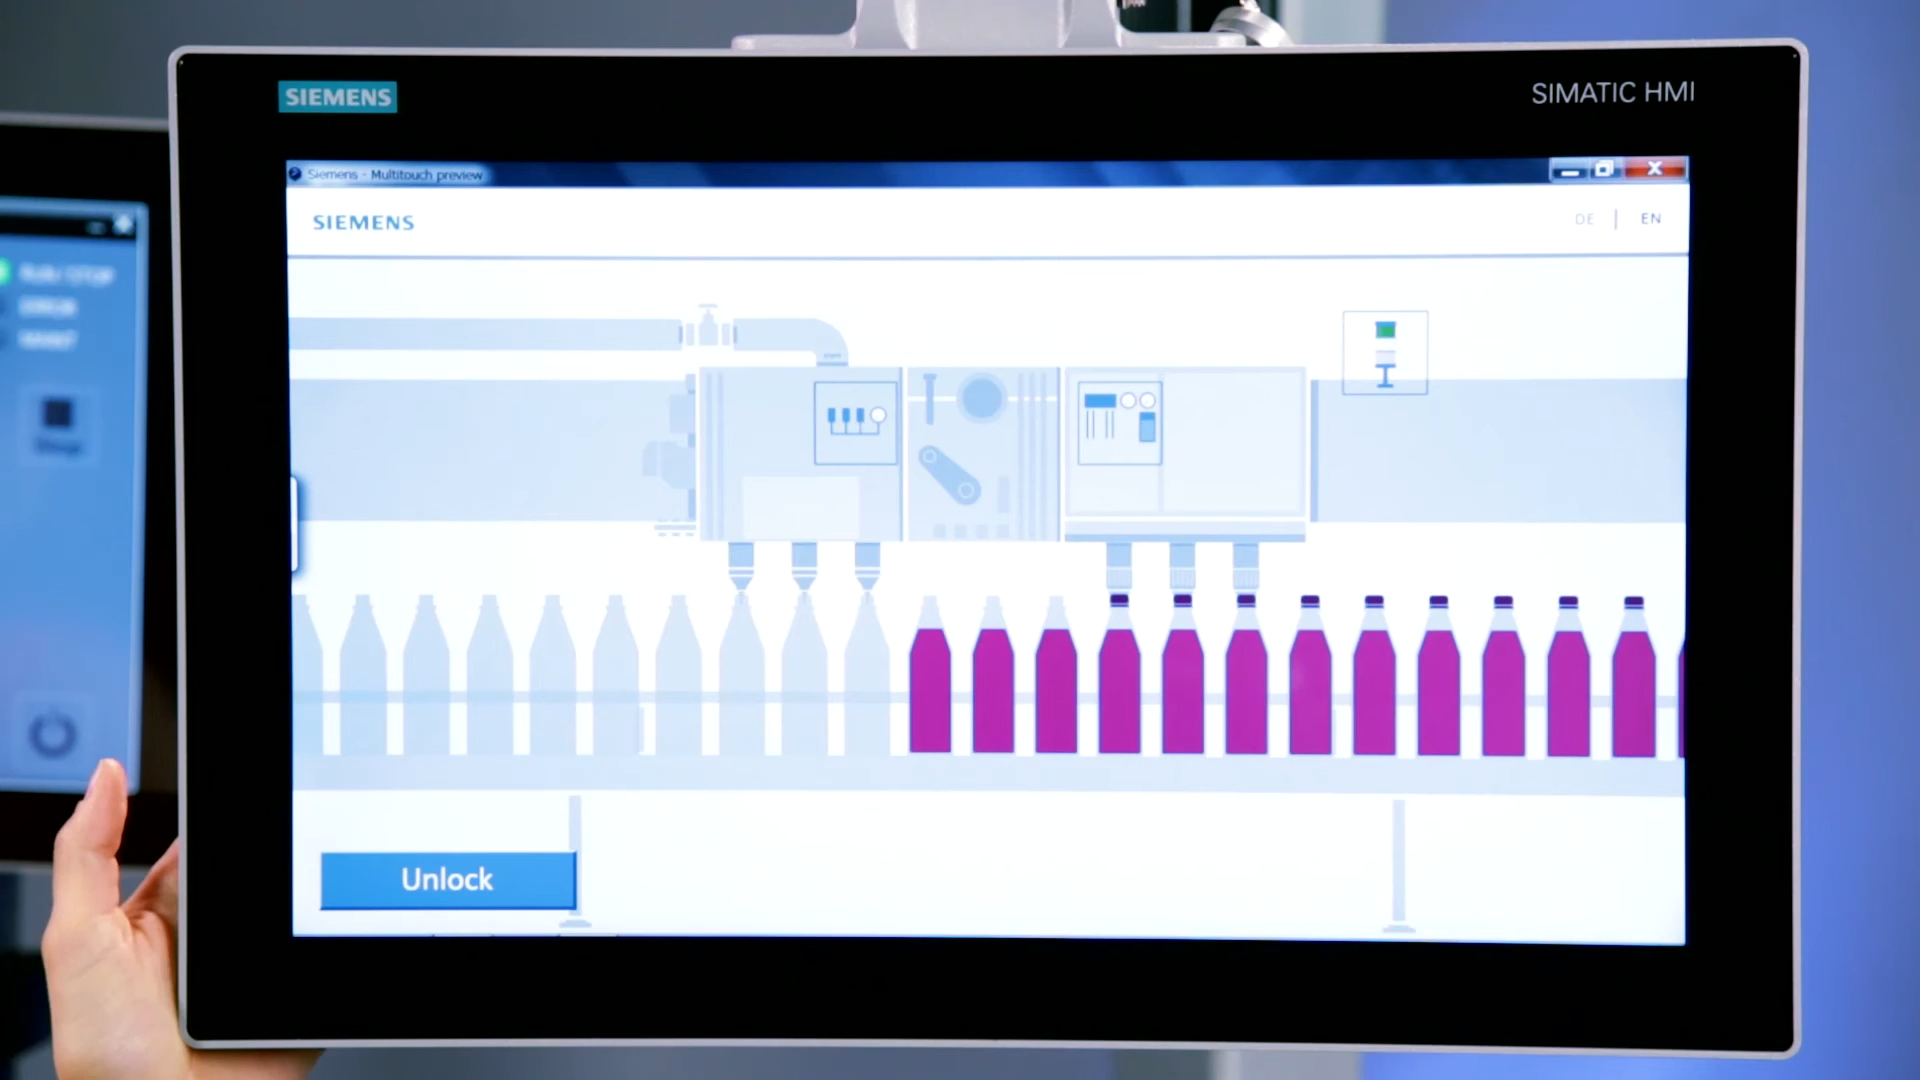 SIEMENS
SIMATIC HMI
Siemens - Multitouch preview
SIEMENS
DE | EN
Unlock